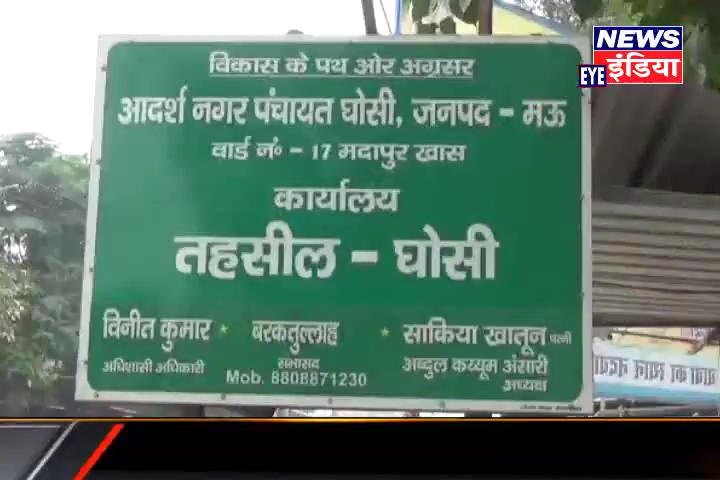 NEWS
EYE इंडिया
विकास के पथ ओर अग्रसर
आदर्श नगर पंचायत घोसी, जनपद - मऊ
वार्ड नं० - 17 मदापुर खास
कार्यालय
तहसील - घोसी
विनीत कुमार * बरकतुल्लाह * साकिया खातून पत्नी
अधिशासी अधिकारी सभासद अब्दुल कय्यूम अंसारी
Mob. 8808871230 अध्यक्ष